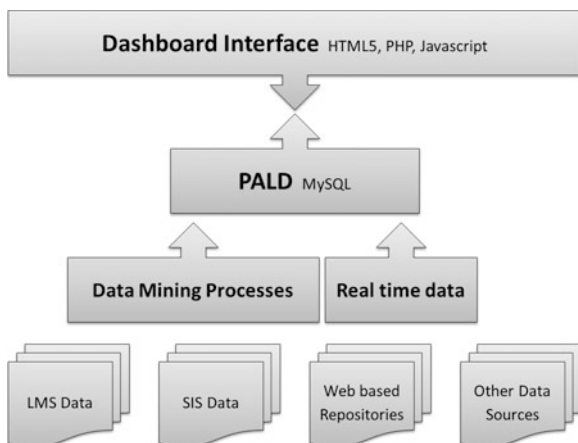 Dashboard Interface HTML5, PHP, Javascript
PALD MySQL
Data Mining Processes
Real time data
LMS Data
SIS Data
Web based
Repositories
Other Data
Sources